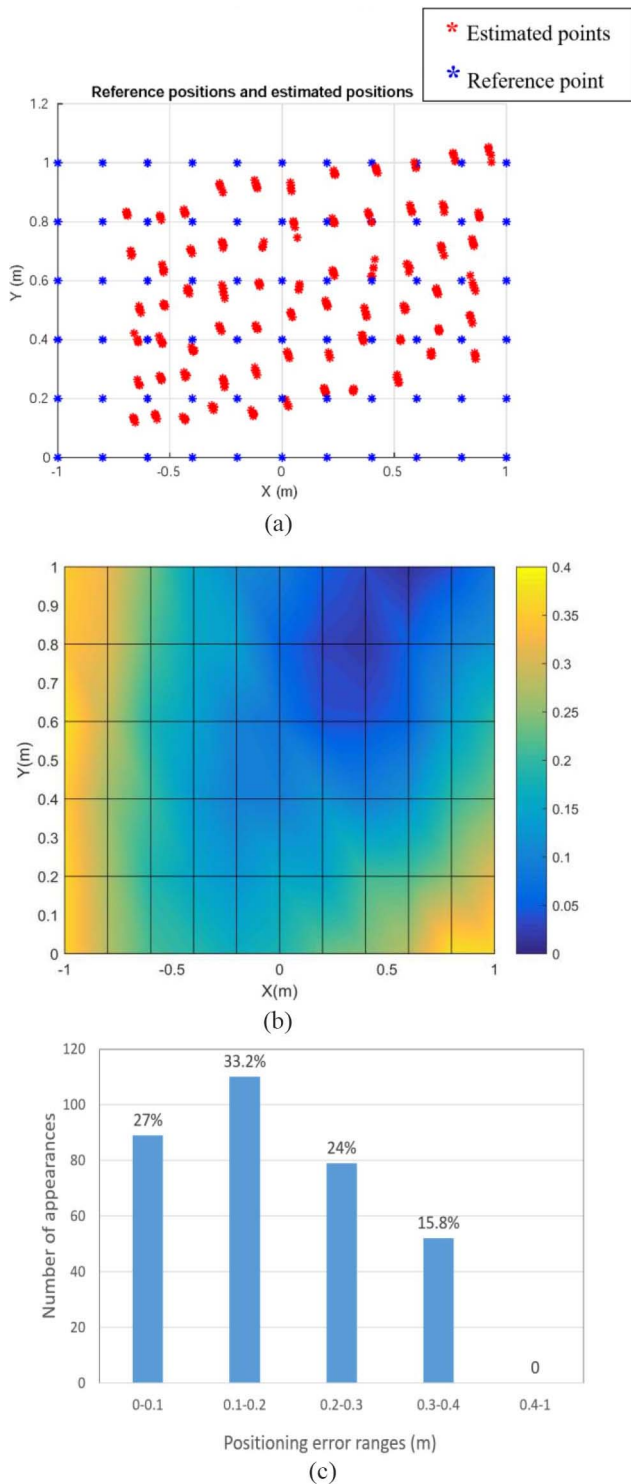 * Estimated points
* Reference point
Reference positions and estimated positions
1.2
1
0.8
0.6
0.4
0.2
0
Y (m)
-1 -0.5 0 0.5 1
X (m)
(a)
1
0.9
0.8
0.7
0.6
0.5
0.4
0.3
0.2
0.1
0
Y(m)
-1 -0.5 0 0.5 1
X(m)
0.4
0.35
0.3
0.25
0.2
0.15
0.1
0.05
0
(b)
120
100
80
60
40
20
0
Number of appearances
27% 33.2% 24% 15.8% 0
0-0.1 0.1-0.2 0.2-0.3 0.3-0.4 0.4-1
Positioning error ranges (m)
(c)